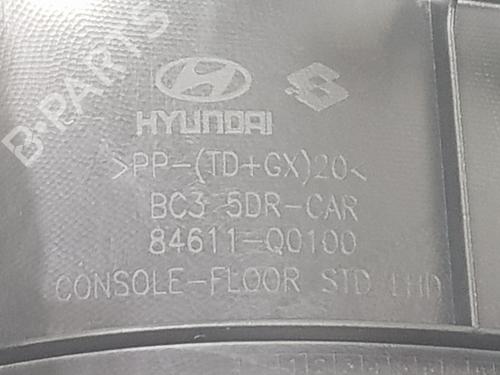 B-PARTS
HYUNDAI
>PP-(TD+GX)20<
BC3 5DR-CAR
84611-Q0100
CONSOLE-FLOOR STD LHD